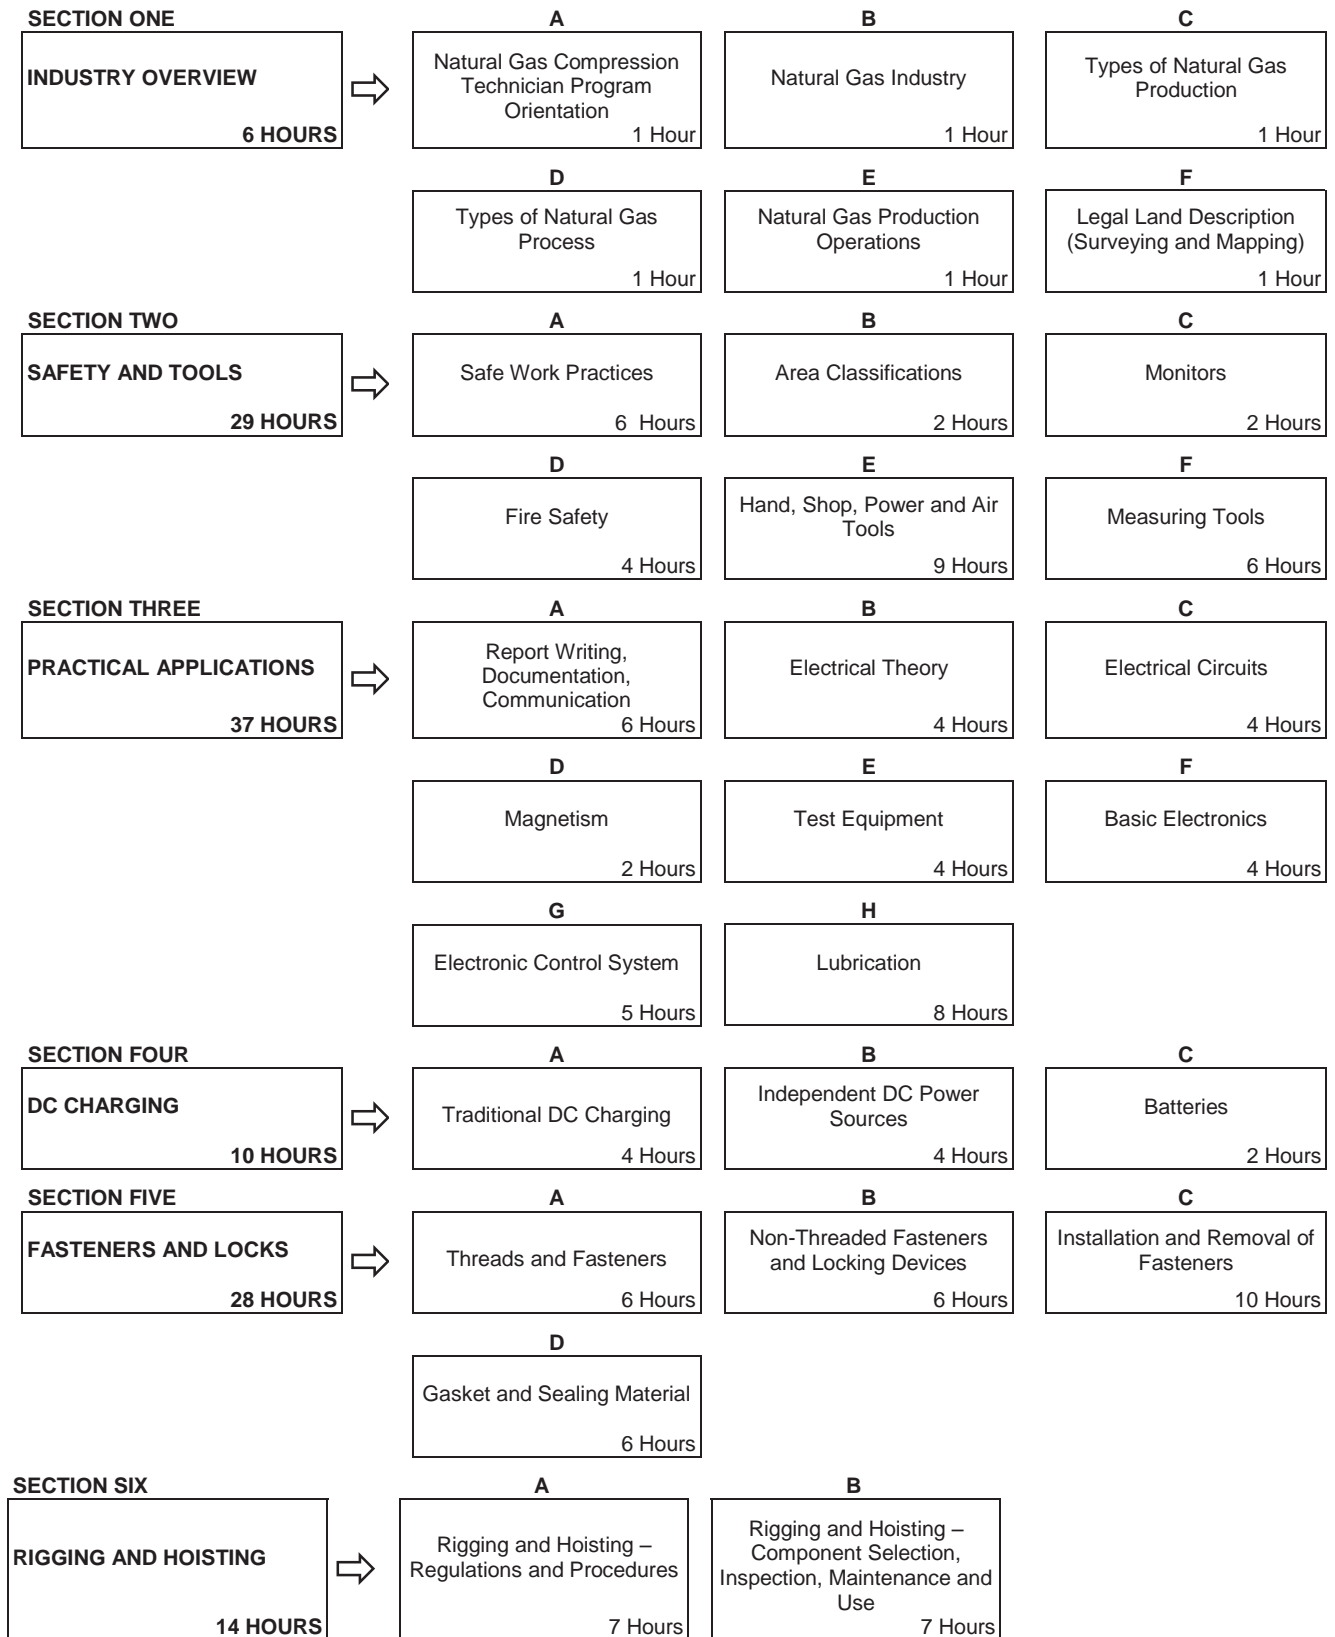 SECTION ONE
A
B
C
INDUSTRY OVERVIEW
6 HOURS
Natural Gas Compression
Technician Program
Orientation
1 Hour
Natural Gas Industry
1 Hour
Types of Natural Gas
Production
1 Hour
D
E
F
Types of Natural Gas
Process
1 Hour
Natural Gas Production
Operations
1 Hour
Legal Land Description
(Surveying and Mapping)
1 Hour
SECTION TWO
A
B
C
SAFETY AND TOOLS
29 HOURS
Safe Work Practices
6 Hours
Area Classifications
2 Hours
Monitors
2 Hours
D
E
F
Fire Safety
4 Hours
Hand, Shop, Power and Air
Tools
9 Hours
Measuring Tools
6 Hours
SECTION THREE
A
B
C
PRACTICAL APPLICATIONS
37 HOURS
Report Writing,
Documentation,
Communication
6 Hours
Electrical Theory
4 Hours
Electrical Circuits
4 Hours
D
E
F
Magnetism
2 Hours
Test Equipment
4 Hours
Basic Electronics
4 Hours
G
H
Electronic Control System
5 Hours
Lubrication
8 Hours
SECTION FOUR
A
B
C
DC CHARGING
10 HOURS
Traditional DC Charging
4 Hours
Independent DC Power
Sources
4 Hours
Batteries
2 Hours
SECTION FIVE
A
B
C
FASTENERS AND LOCKS
28 HOURS
Threads and Fasteners
6 Hours
Non-Threaded Fasteners
and Locking Devices
6 Hours
Installation and Removal of
Fasteners
10 Hours
D
Gasket and Sealing Material
6 Hours
SECTION SIX
A
B
RIGGING AND HOISTING
14 HOURS
Rigging and Hoisting –
Regulations and Procedures
7 Hours
Rigging and Hoisting –
Component Selection,
Inspection, Maintenance and
Use
7 Hours